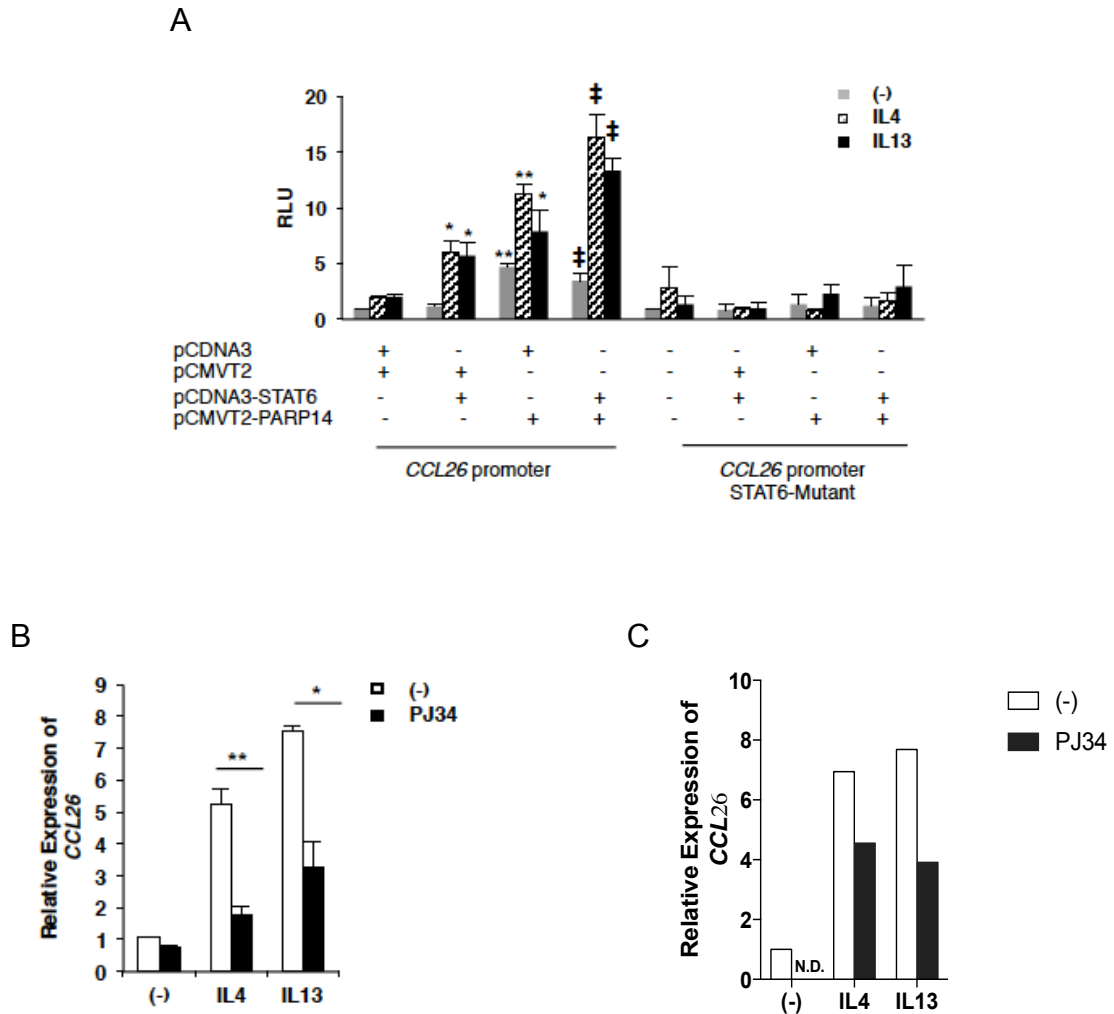 A
20
15
10
5
0
RLU
(-)
IL4
IL13
‡
‡
**
*
* *
**
‡
pCDNA3 + - + - - - + -
pCMVT2 + + - - - + - -
pCDNA3-STAT6 - + - + - + - +
pCMVT2-PARP14 - - + + - - + +
CCL26 promoter
CCL26 promoter
STAT6-Mutant
B
9
8
7
6
5
4
3
2
1
0
Relative Expression of
CCL26
**
*
(-)
PJ34
(-) IL4 IL13
C
10
8
6
4
2
0
Relative Expression of
CCL26
N.D.
(-)
PJ34
(-) IL4 IL13